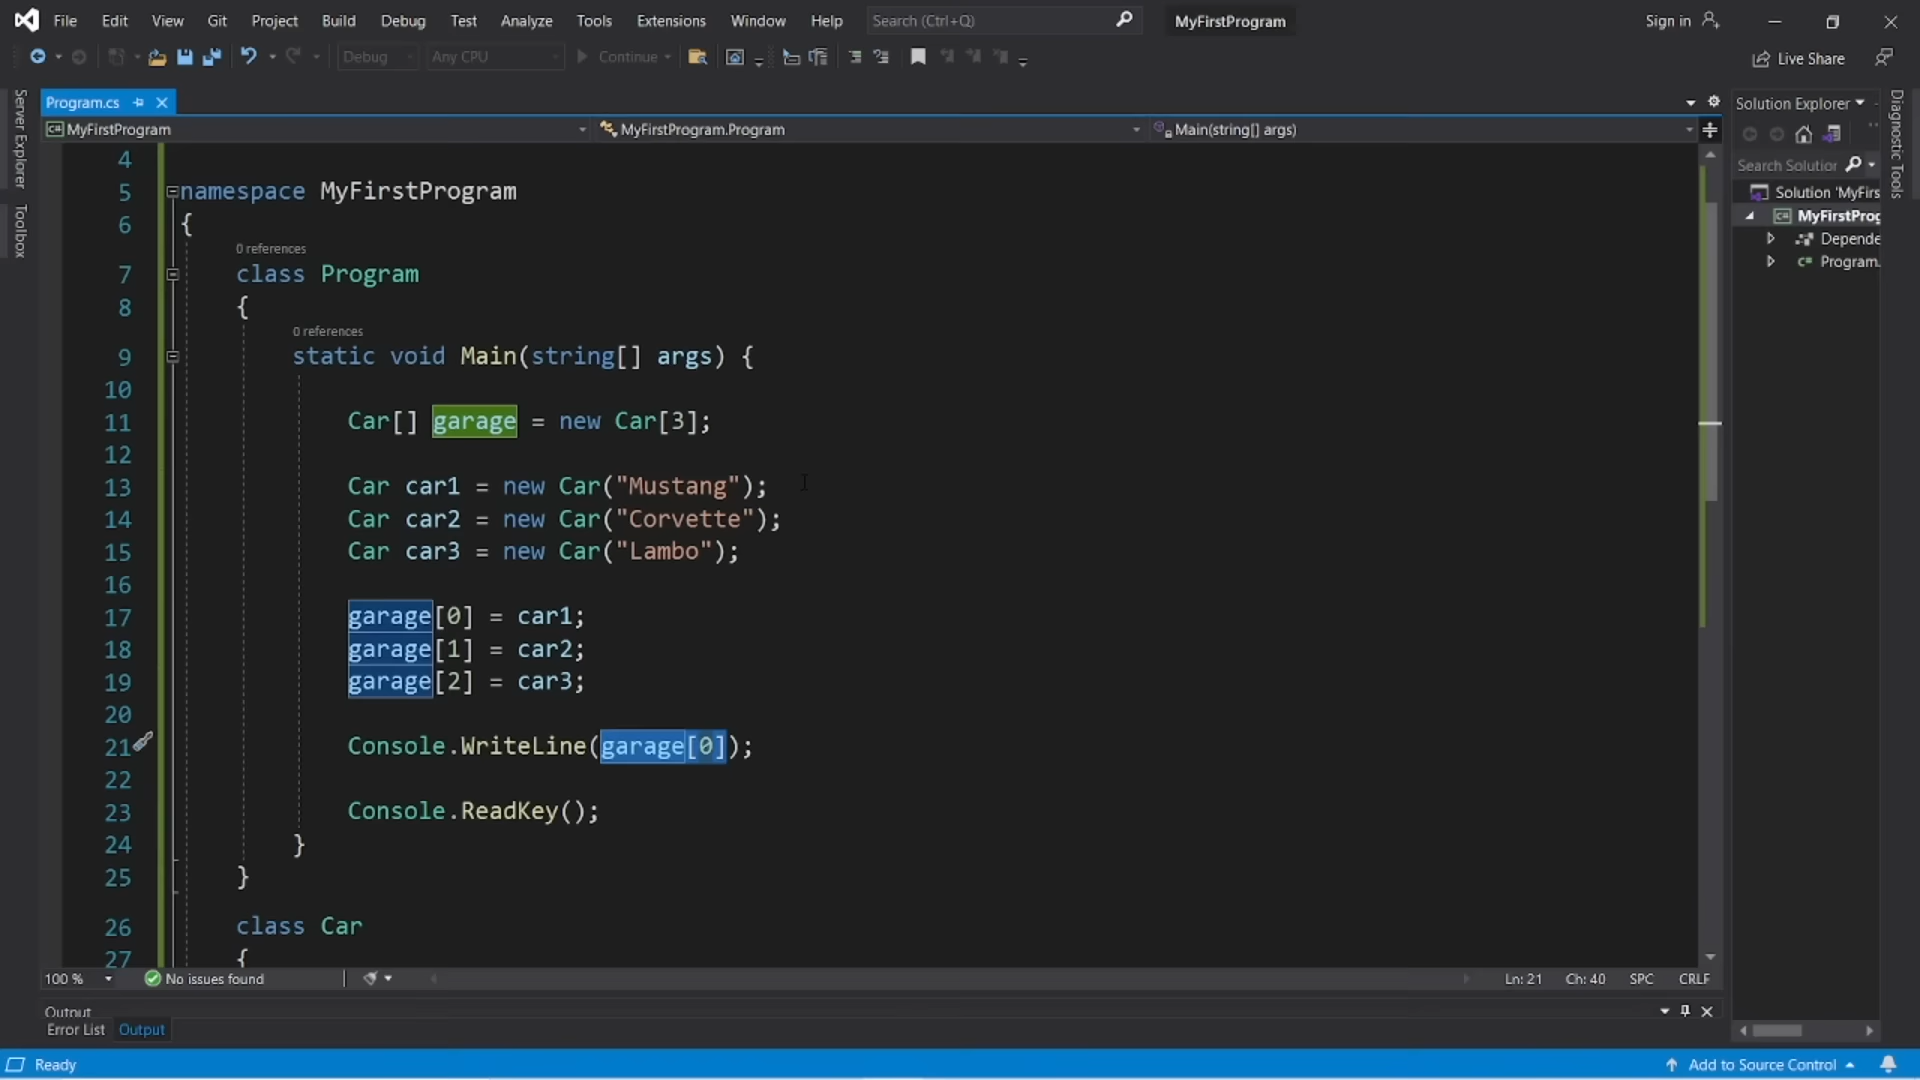 File Edit View Git Project Build Debug Test Analyze Tools Extensions Window Help Search (Ctrl+Q) MyFirstProgram Sign in
Debug Any CPU Continue Live Share
Server Explorer
Toolbox
Program.cs
MyFirstProgram MyFirstProgram.Program Main(string[] args)
4
5 namespace MyFirstProgram
6 {
0 references
7 class Program
8 {
0 references
9 static void Main(string[] args) {
10
11 Car[] garage = new Car[3];
12
13 Car car1 = new Car("Mustang");
14 Car car2 = new Car("Corvette");
15 Car car3 = new Car("Lambo");
16
17 garage[0] = car1;
18 garage[1] = car2;
19 garage[2] = car3;
20
21 Console.WriteLine(garage[0]);
22
23 Console.ReadKey();
24 }
25 }
26 class Car
27 {
100 % No issues found Ln: 21 Ch: 40 SPC CRLF
Output
Error List Output
Ready Add to Source Control
Solution Explorer
Search Solution
Solution 'MyFirs
MyFirstProg
Depende
Program.
Diagnostic Tools